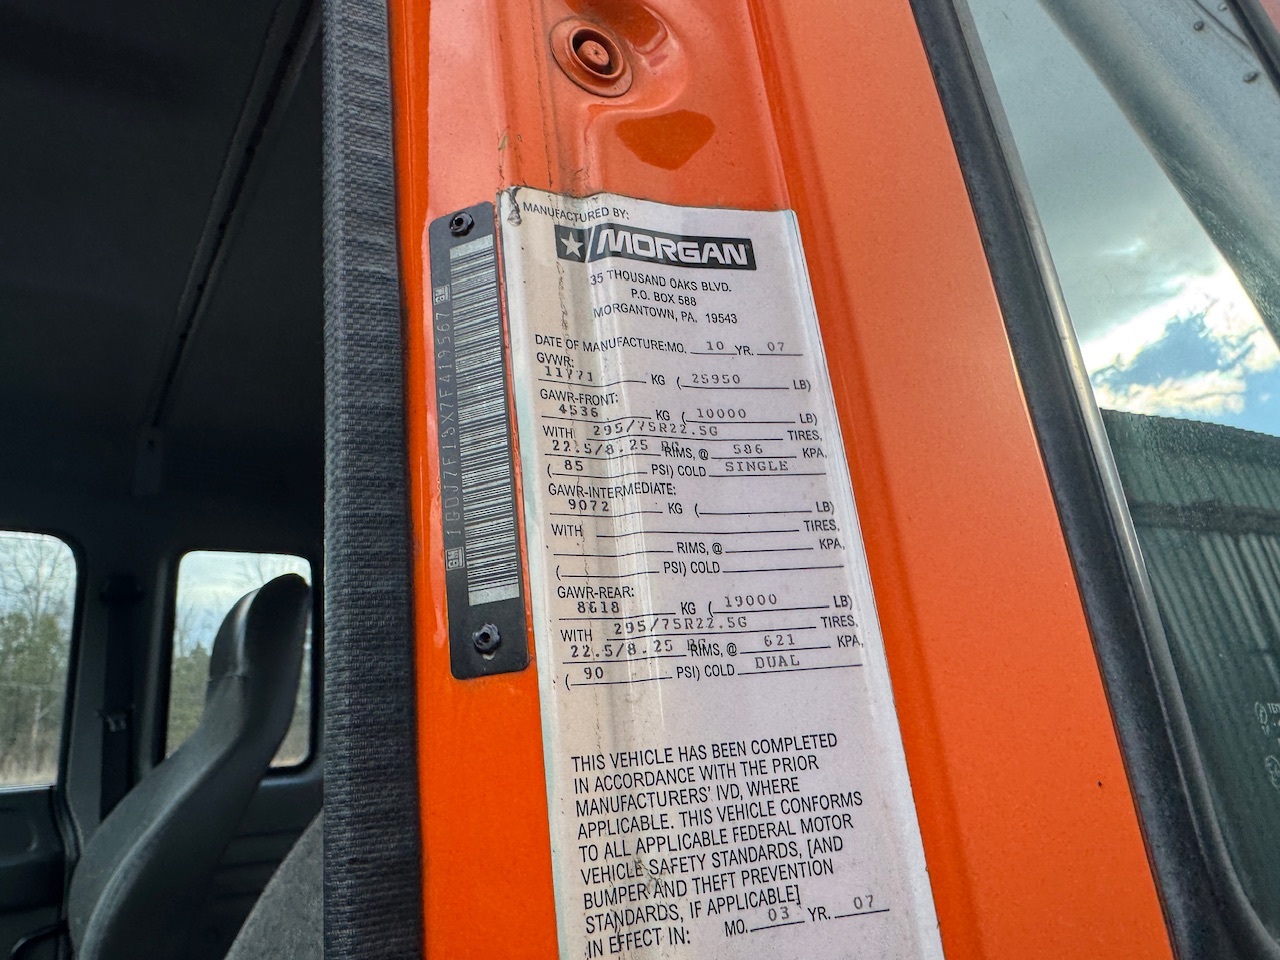 MANUFACTURED BY:
MORGAN
35 THOUSAND OAKS BLVD.
P.O. BOX 588
MORGANTOWN, PA. 19543
DATE OF MANUFACTURE: MO. 10 YR. 07
GVWR:
11771 KG ( 25950 LB)
GAWR-FRONT:
4536 KG ( 10000 LB)
WITH 295/75R22.5G TIRES,
22.5/8.25 RIMS, @ 586 KPA,
( 85 PSI) COLD SINGLE
GAWR-INTERMEDIATE:
9072 KG ( LB)
WITH TIRES,
RIMS, @ KPA,
( PSI) COLD
GAWR-REAR:
8618 KG ( 19000 LB)
WITH 295/75R22.5G TIRES,
22.5/8.25 RIMS, @ 621 KPA,
( 90 PSI) COLD DUAL
THIS VEHICLE HAS BEEN COMPLETED
IN ACCORDANCE WITH THE PRIOR
MANUFACTURERS' IVD, WHERE
APPLICABLE. THIS VEHICLE CONFORMS
TO ALL APPLICABLE FEDERAL MOTOR
VEHICLE SAFETY STANDARDS, [AND
BUMPER AND THEFT PREVENTION
STANDARDS, IF APPLICABLE]
IN EFFECT IN: MO. 03 YR. 07